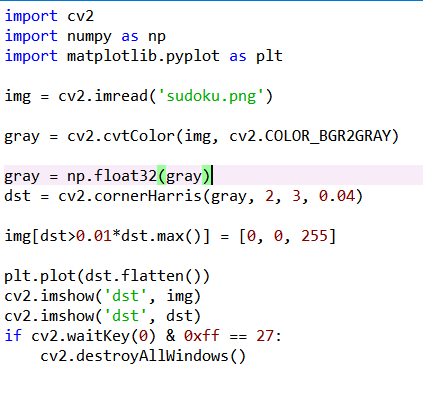 import cv2
import numpy as np
import matplotlib.pyplot as plt
img = cv2.imread('sudoku.png')
gray = cv2.cvtColor(img, cv2.COLOR_BGR2GRAY)
gray = np.float32(gray)
dst = cv2.cornerHarris(gray, 2, 3, 0.04)
img[dst>0.01*dst.max()] = [0, 0, 255]
plt.plot(dst.flatten())
cv2.imshow('dst', img)
cv2.imshow('dst', dst)
if cv2.waitKey(0) & 0xff == 27:
    cv2.destroyAllWindows()